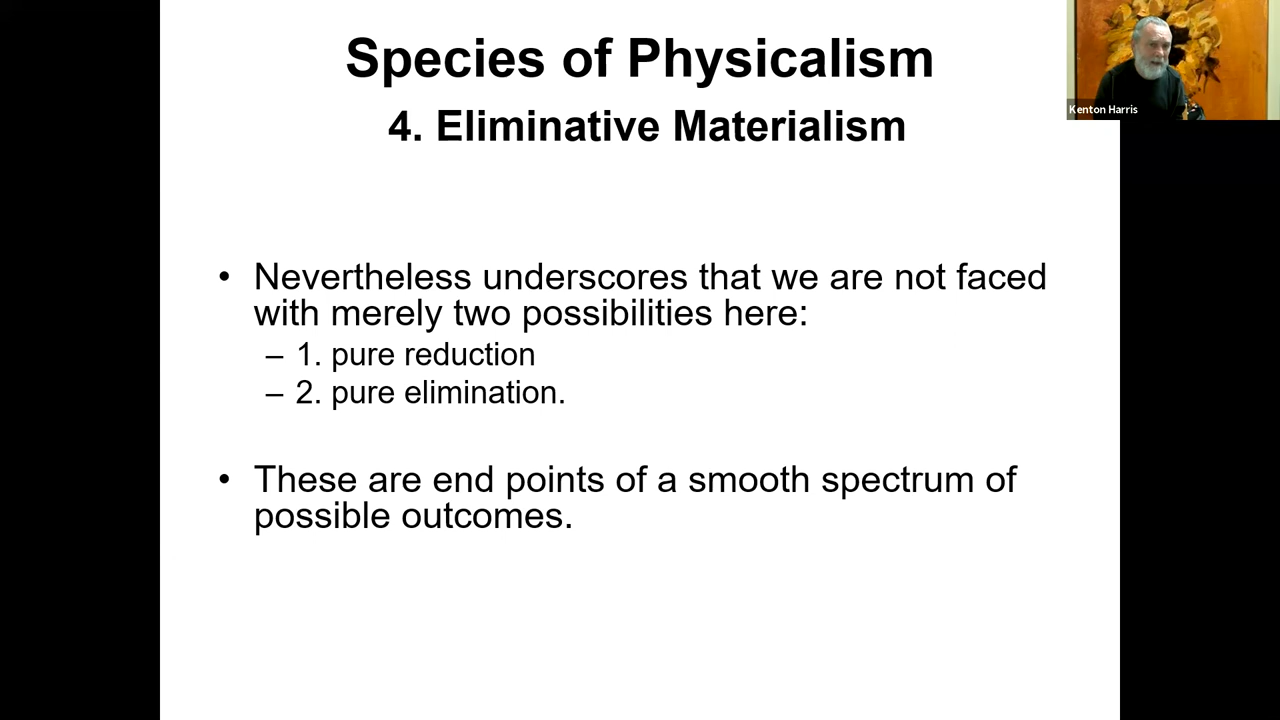 Species of Physicalism
4. Eliminative Materialism
Kenton Harris
• Nevertheless underscores that we are not faced
with merely two possibilities here:
– 1. pure reduction
– 2. pure elimination.
• These are end points of a smooth spectrum of
possible outcomes.